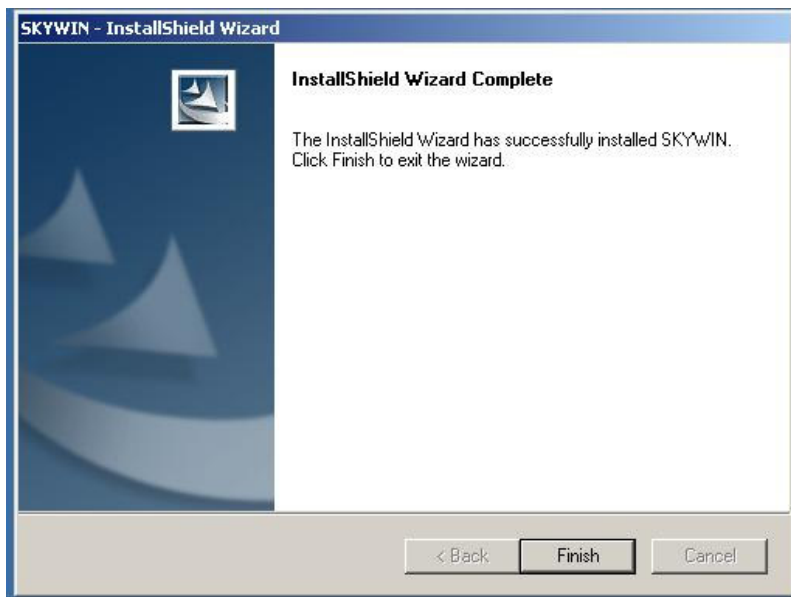 SKYWIN - InstallShield Wizard
InstallShield Wizard Complete
The InstallShield Wizard has successfully installed SKYWIN.
Click Finish to exit the wizard.
< Back
Finish
Cancel